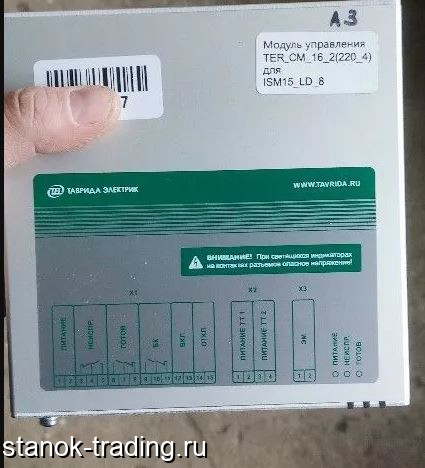 А3
Модуль управления
TER_CM_16_2(220_4)
для
ISM15_LD_8
7
ТАВРИДА ЭЛЕКТРИК
WWW.TAVRIDA.RU
ВНИМАНИЕ! При светящихся индикаторах
на контактах разъемов опасное напряжение!
X1
X2
X3
ПИТАНИЕ
НЕИСПР.
ГОТОВ
БК
ВКЛ.
ОТКЛ.
ПИТАНИЕ ТТ 1
ПИТАНИЕ ТТ 2
ЭМ
ПИТАНИЕ
НЕИСПР.
ГОТОВ
1 2 3 4 5 6 7 8 9 10 11 12 13 14 15
1 2 3 4
1 2
stanok-trading.ru